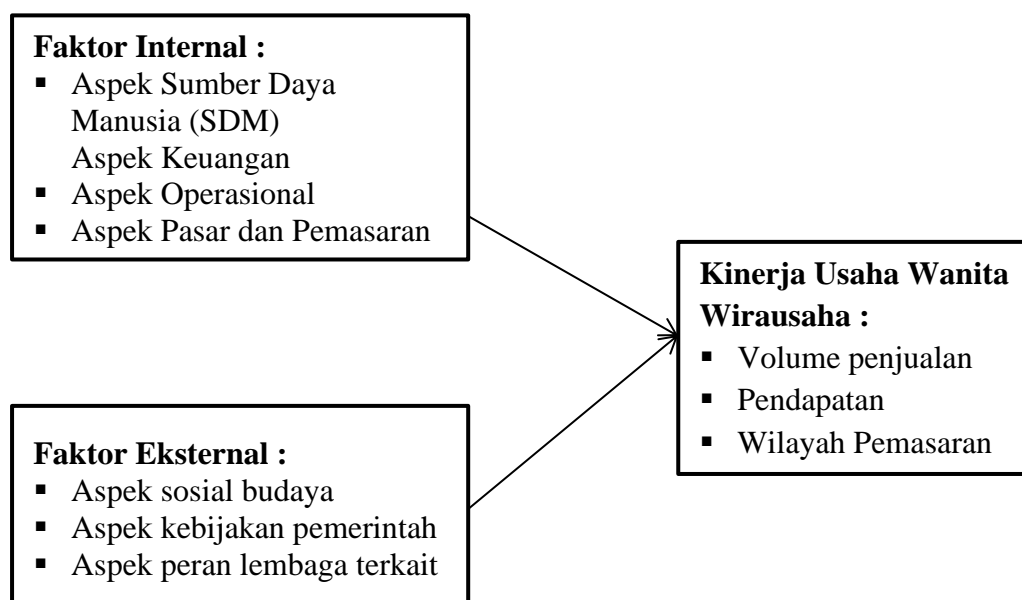 Faktor Internal :
▪ Aspek Sumber Daya
Manusia (SDM)
Aspek Keuangan
▪ Aspek Operasional
▪ Aspek Pasar dan Pemasaran
Kinerja Usaha Wanita
Wirausaha :
▪ Volume penjualan
▪ Pendapatan
▪ Wilayah Pemasaran
Faktor Eksternal :
▪ Aspek sosial budaya
▪ Aspek kebijakan pemerintah
▪ Aspek peran lembaga terkait